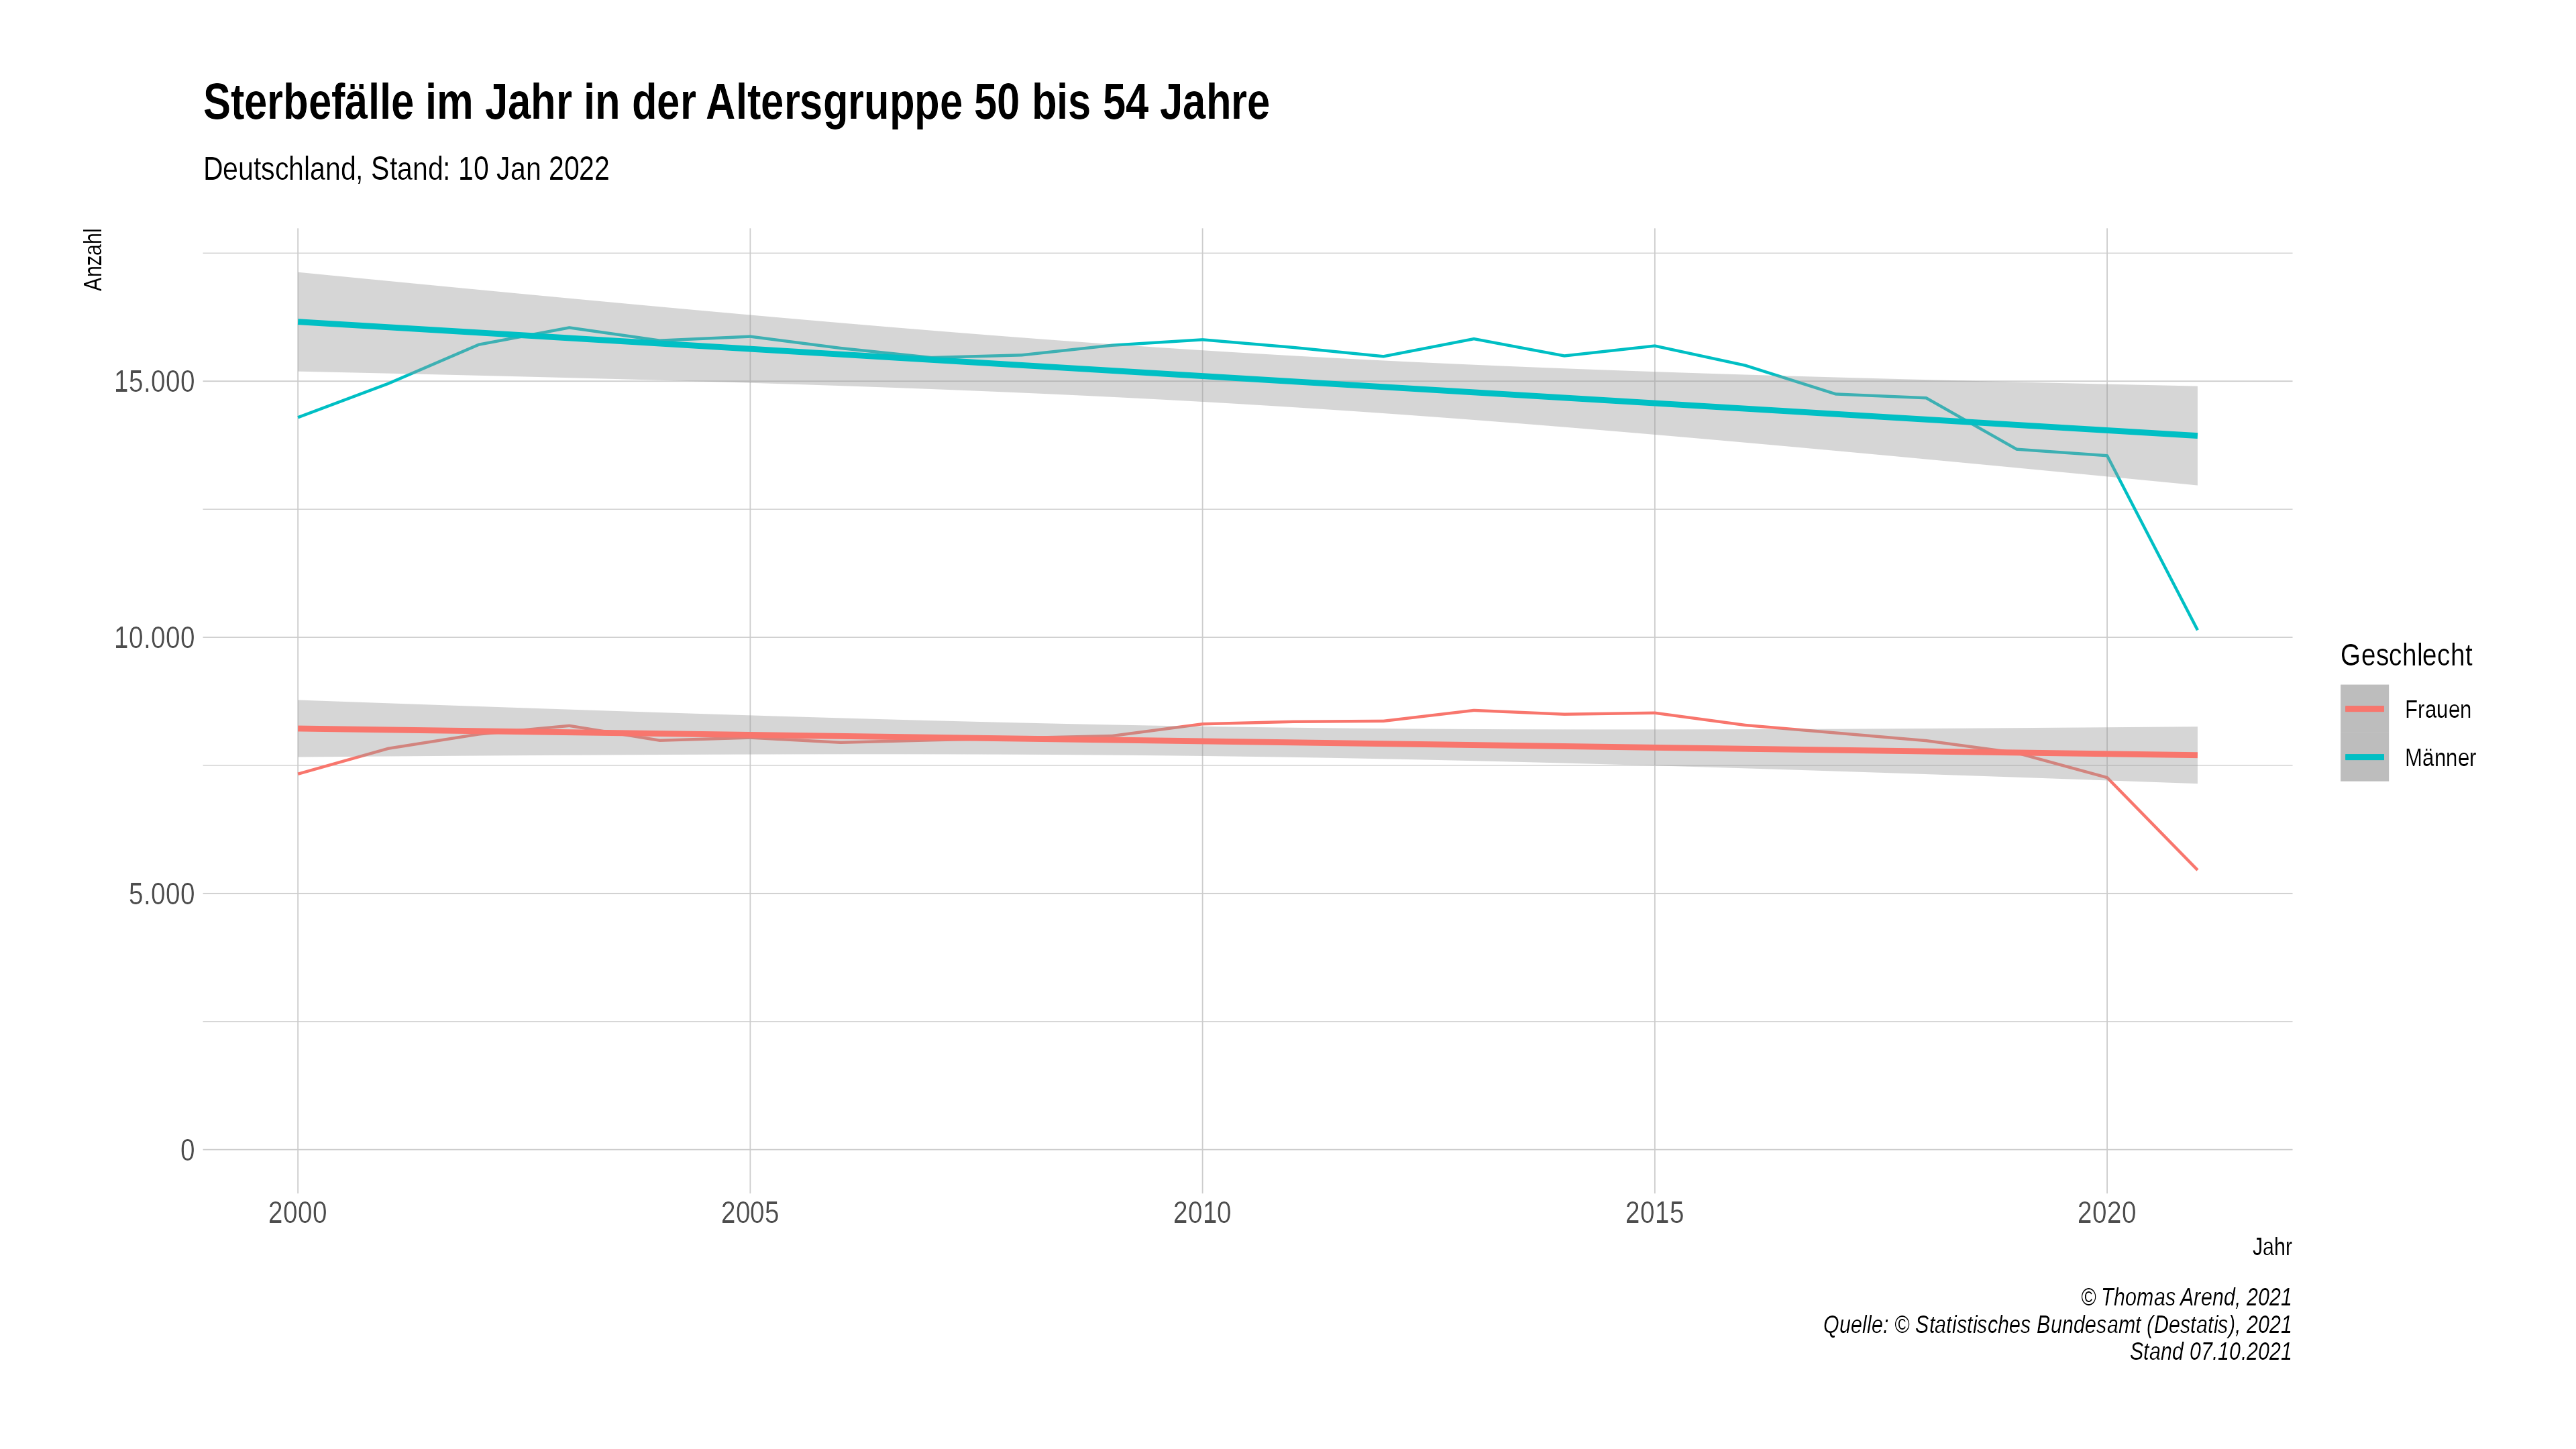 Sterbefälle im Jahr in der Altersgruppe 50 bis 54 Jahre
Deutschland, Stand: 10 Jan 2022
Anzahl
15.000
10.000
5.000
0
2000
2005
2010
2015
2020
Jahr
Geschlecht
Frauen
Männer
© Thomas Arend, 2021
Quelle: © Statistisches Bundesamt (Destatis), 2021
Stand 07.10.2021